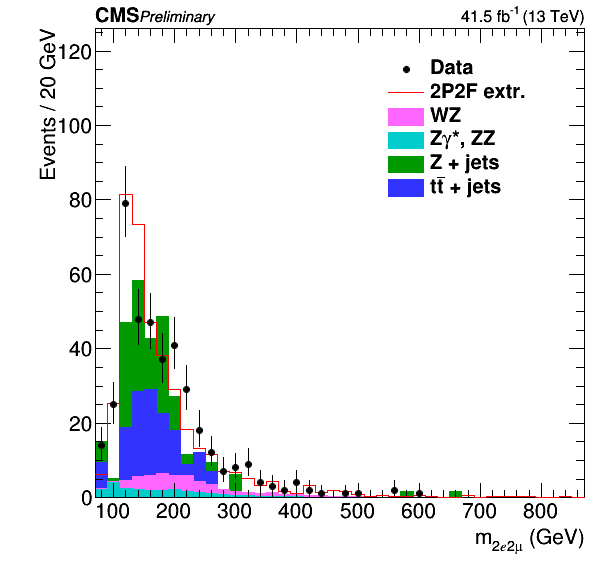 CMS Preliminary 41.5 fb⁻¹ (13 TeV)
Events / 20 GeV
120
100
80
60
40
20
0
Data
2P2F extr.
WZ
Zγ*, ZZ
Z + jets
tt̄ + jets
100 200 300 400 500 600 700 800
m₂ₑ₂μ (GeV)